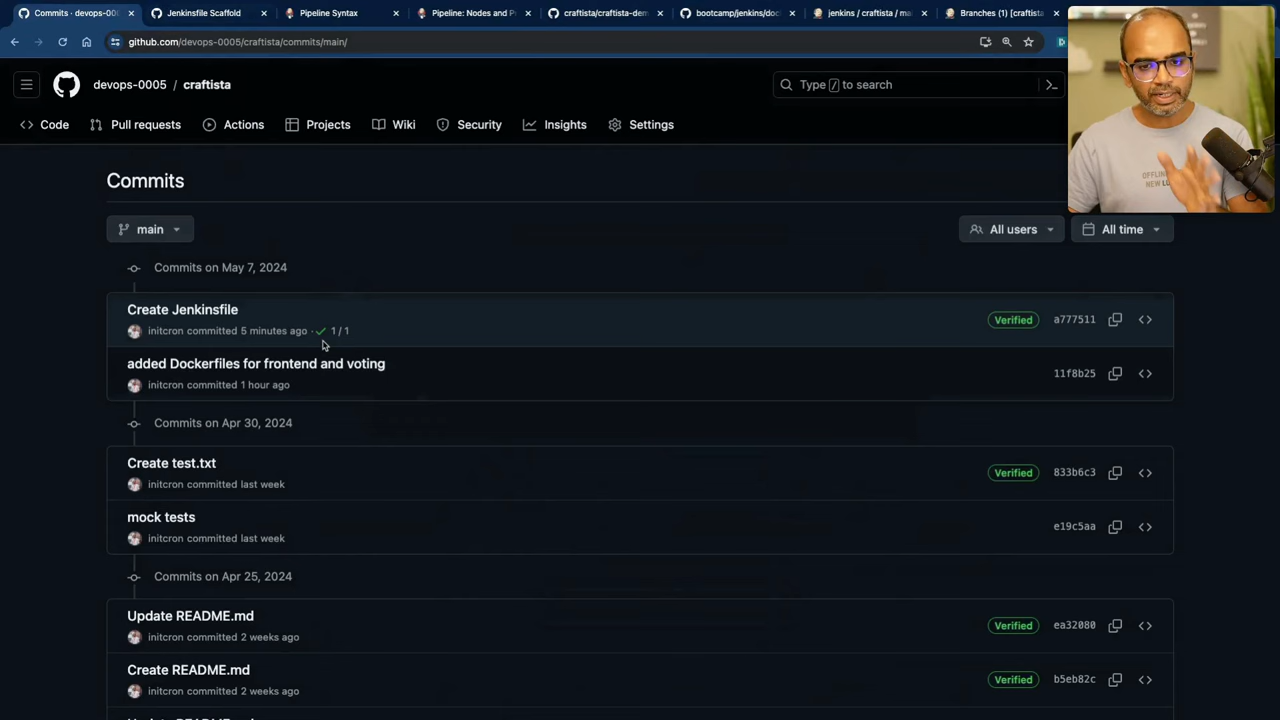 Commits · devops-00
Jenkinsfile Scaffold
Pipeline Syntax
Pipeline: Nodes and P
craftista/craftista-den
bootcamp/jenkins/doc
jenkins / craftista / ma
Branches (1) [craftista
github.com/devops-0005/craftista/commits/main/
devops-0005 / craftista
Type / to search
Code
Pull requests
Actions
Projects
Wiki
Security
Insights
Settings
Commits
main
All users
All time
Commits on May 7, 2024
Create Jenkinsfile
initcron committed 5 minutes ago · 1 / 1
Verified
a777511
added Dockerfiles for frontend and voting
initcron committed 1 hour ago
11f8b25
Commits on Apr 30, 2024
Create test.txt
initcron committed last week
Verified
833b6c3
mock tests
initcron committed last week
e19c5aa
Commits on Apr 25, 2024
Update README.md
initcron committed 2 weeks ago
Verified
ea32080
Create README.md
initcron committed 2 weeks ago
Verified
b5eb82c
OFFLIN
NEW LU